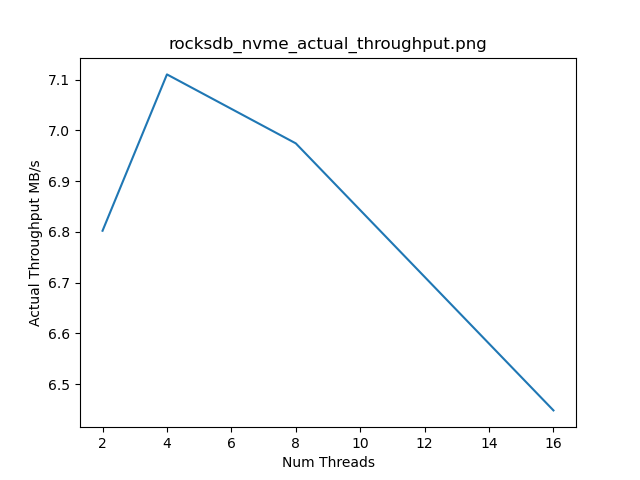 rocksdb_nvme_actual_throughput.png
Actual Throughput MB/s
7.1
7.0
6.9
6.8
6.7
6.6
6.5
2 4 6 8 10 12 14 16
Num Threads